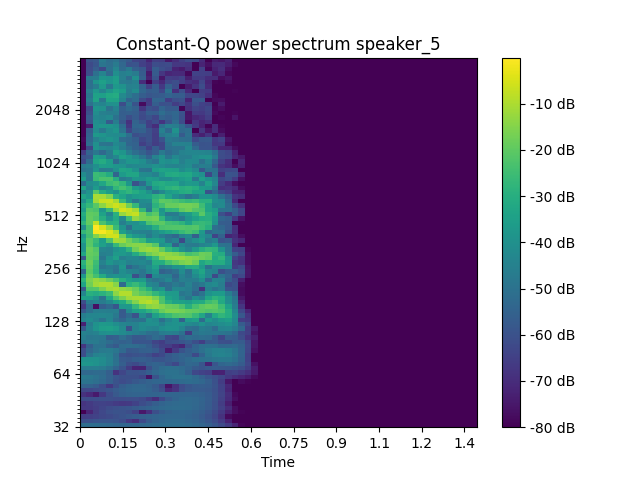 Constant-Q power spectrum speaker_5
Hz
2048
1024
512
256
128
64
32
0 0.15 0.3 0.45 0.6 0.75 0.9 1.1 1.2 1.4
Time
-10 dB
-20 dB
-30 dB
-40 dB
-50 dB
-60 dB
-70 dB
-80 dB